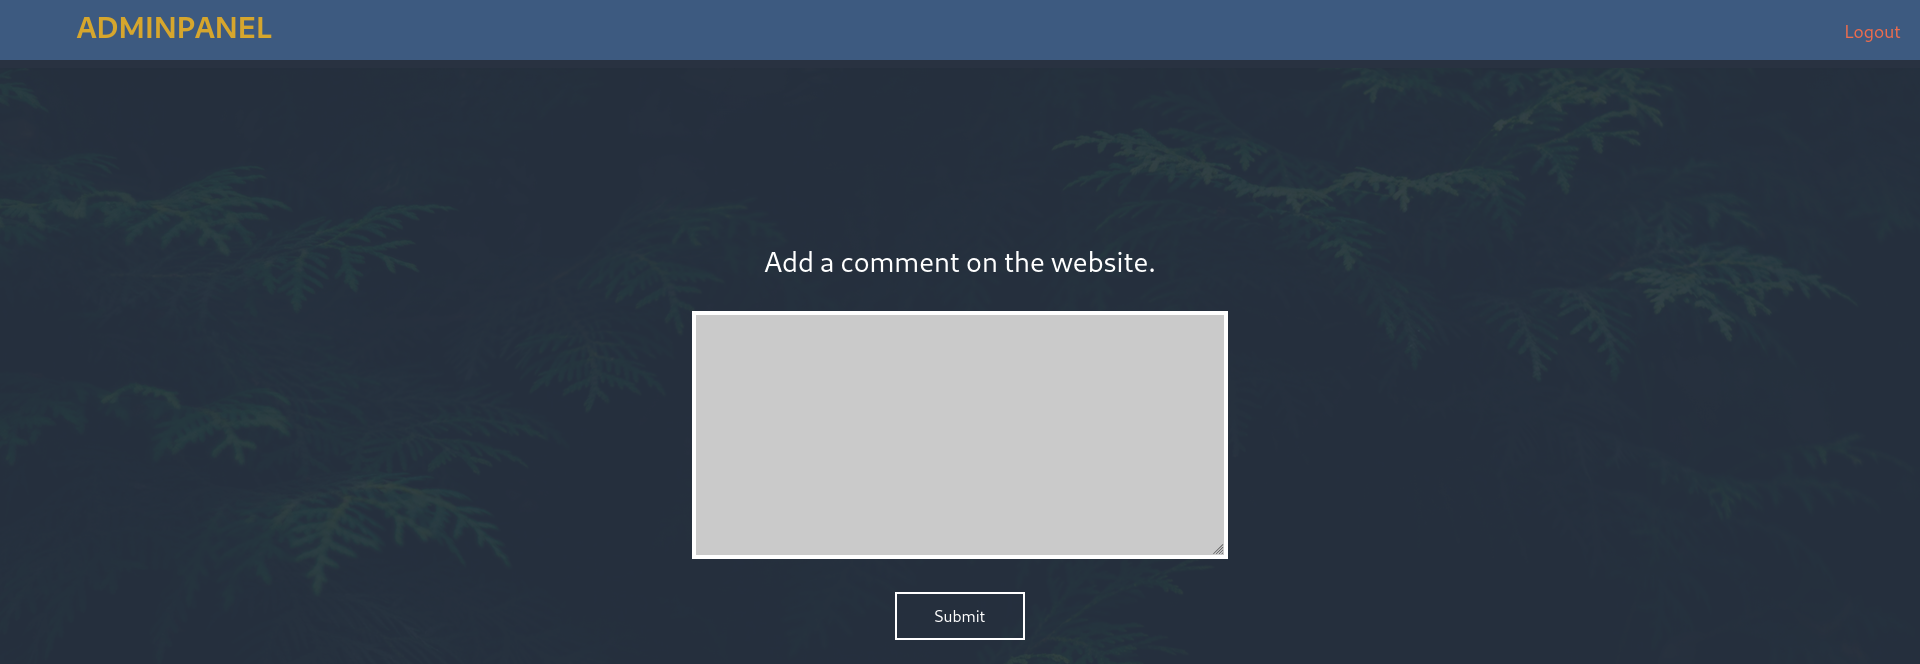 ADMINPANEL
Logout
Add a comment on the website.
Submit